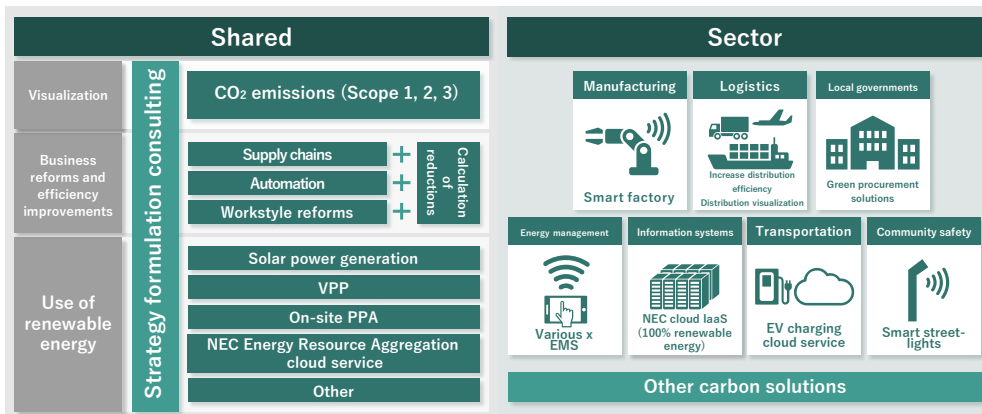 Shared
Visualization
Strategy formulation consulting
CO₂ emissions (Scope 1, 2, 3)
Business
reforms and
efficiency
improvements
Supply chains
+
Automation
+
Workstyle reforms
+
Calculation
of
reductions
Use of
renewable
energy
Solar power generation
VPP
On-site PPA
NEC Energy Resource Aggregation
cloud service
Other
Sector
Manufacturing
Smart factory
Logistics
Increase distribution
efficiency
Distribution visualization
Local governments
Green procurement
solutions
Energy management
Various x
EMS
Information systems
NEC cloud IaaS
(100% renewable
energy)
Transportation
EV charging
cloud service
Community safety
Smart street-
lights
Other carbon solutions